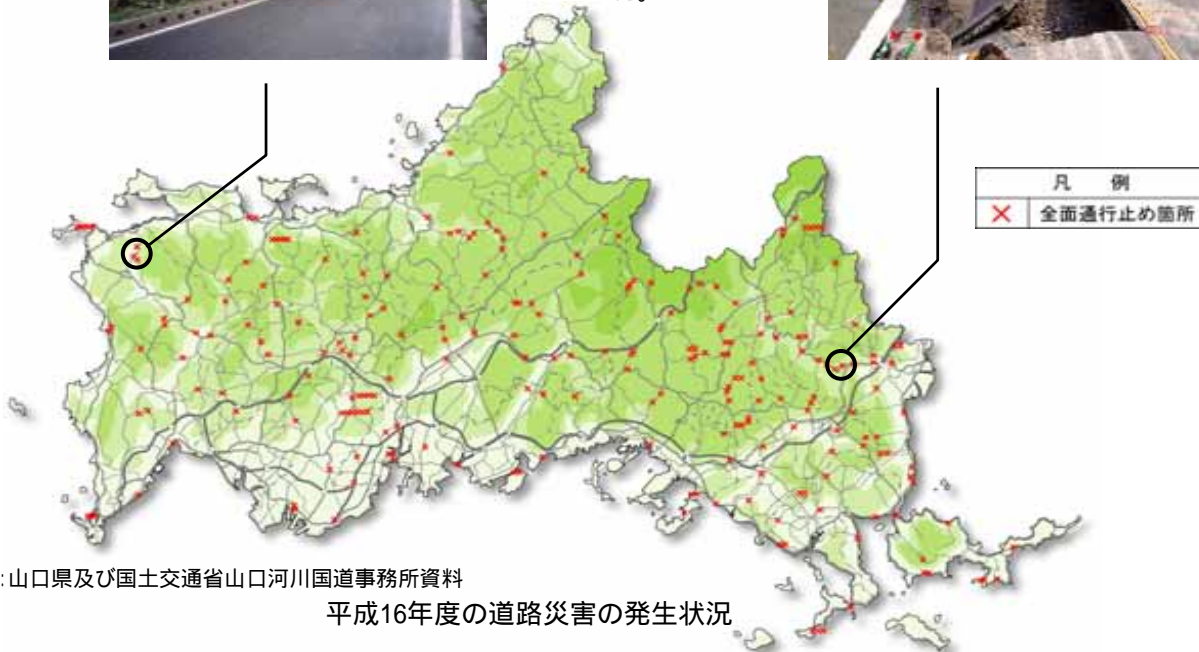 凡 例
× 全面通行止め箇所
:山口県及び国土交通省山口河川国道事務所資料
平成16年度の道路災害の発生状況